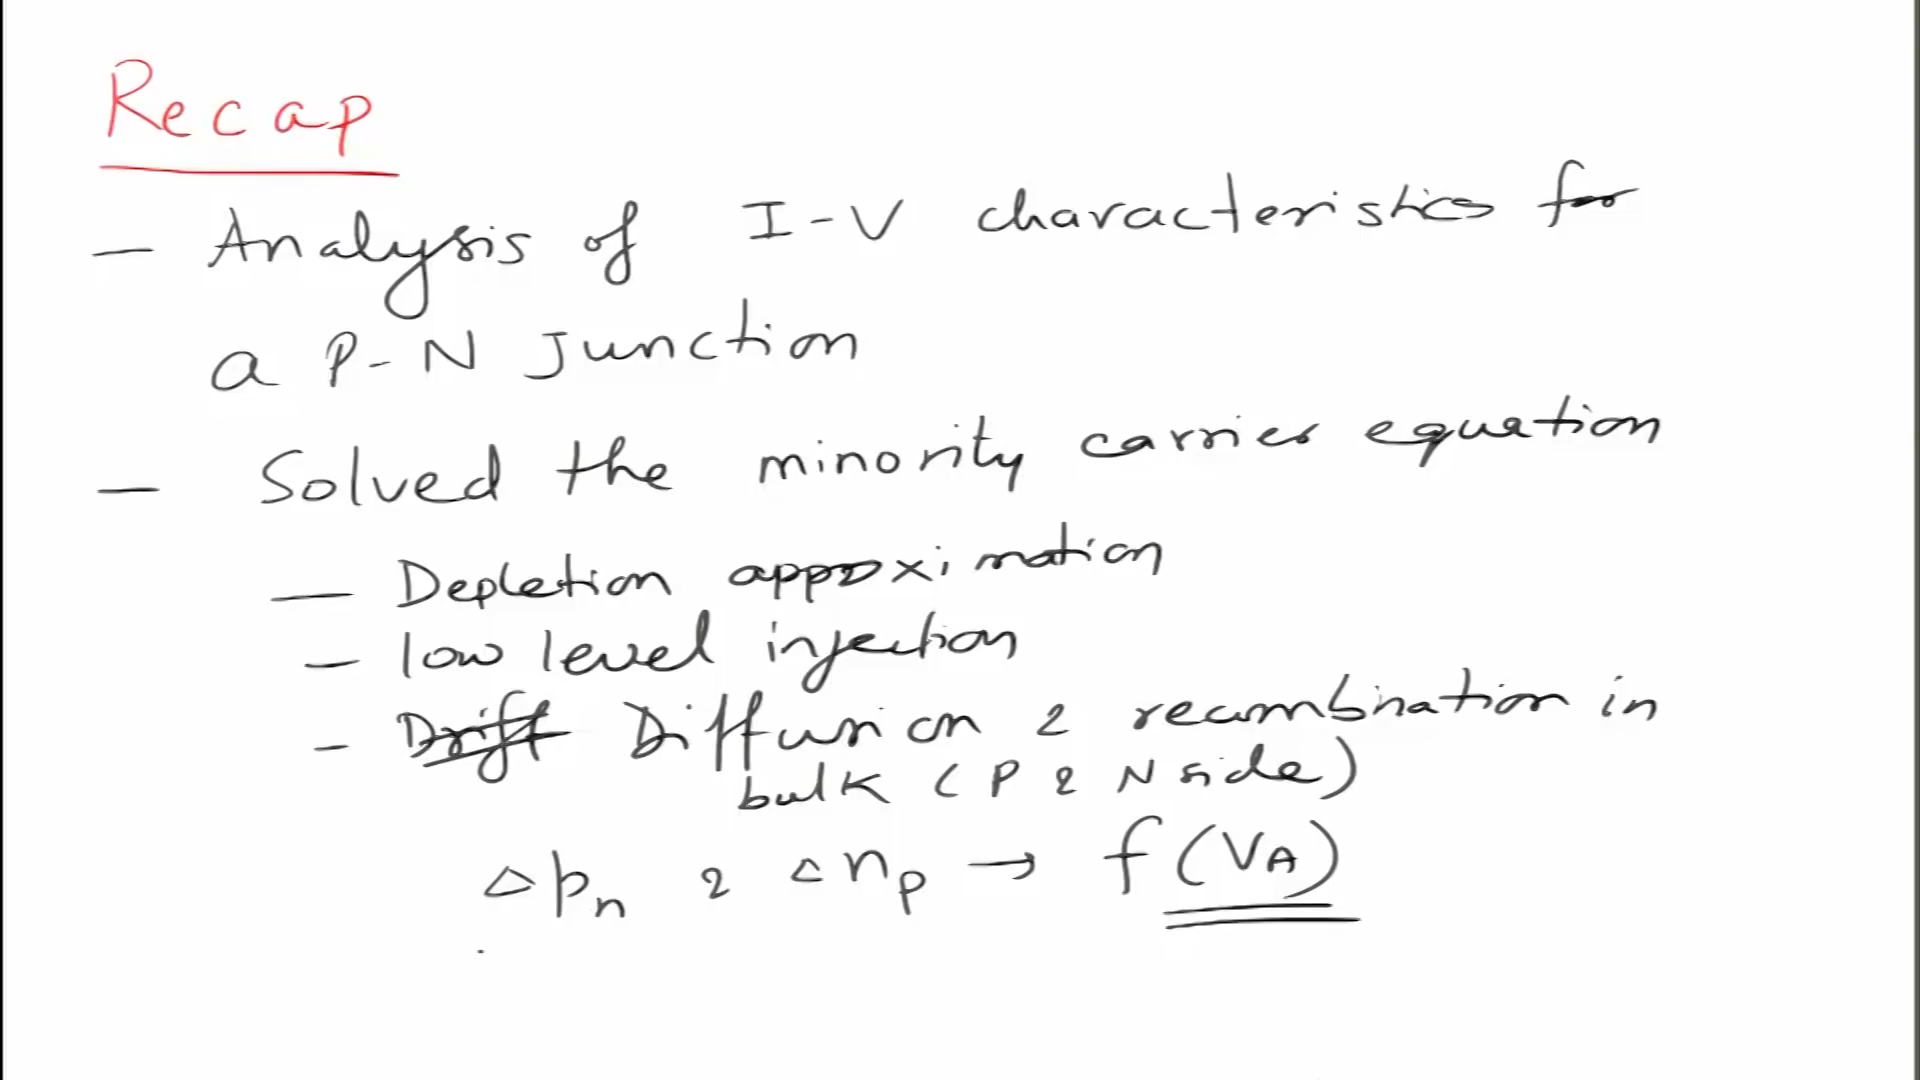 Recap
- Analysis of I-V characteristics for
a P-N Junction
- Solved the minority carrier equation
- Depletion approximation
- low level injection
- Drift Diffusion & recombination in
bulk (P & N side)
Δpn & Δnp → f(VA)